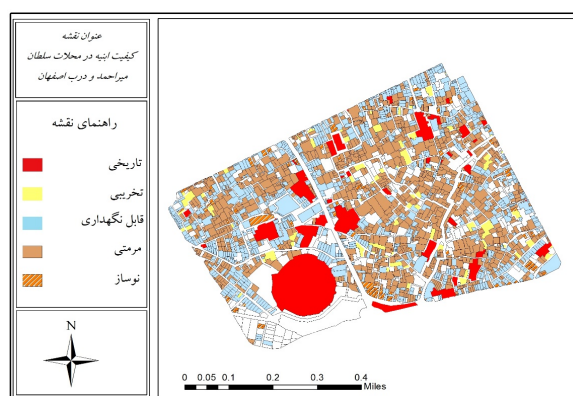 عنوان نقشه
کیفیت ابنیه در محلات سلطان
میراحمد و درب اصفهان
راهنمای نقشه
تاریخی
تخریبی
قابل نگهداری
مرمتی
نوساز
N
0 0.05 0.1 0.2 0.3 0.4
Miles